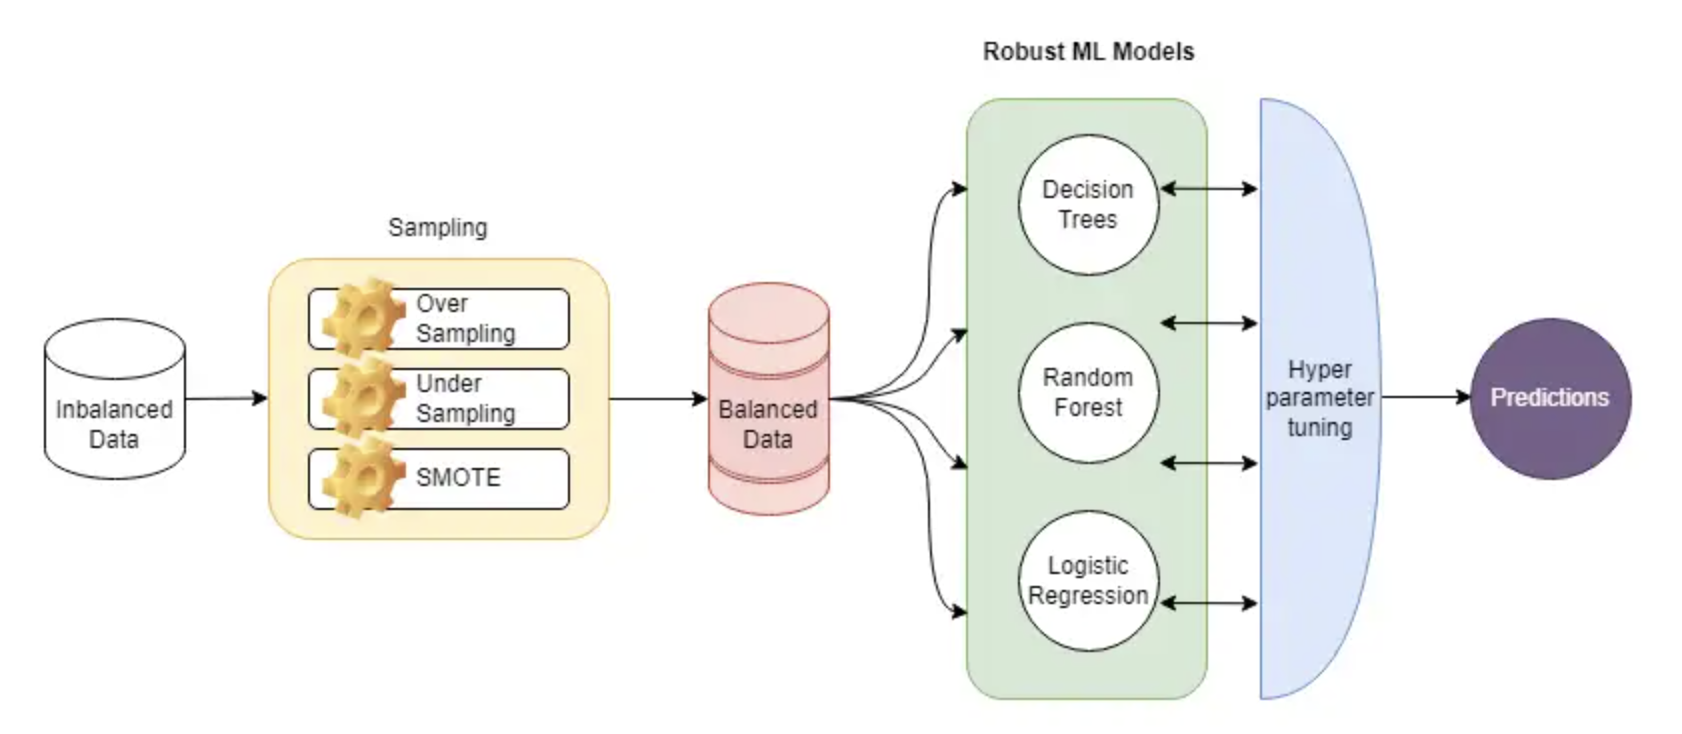 Robust ML Models
Sampling
Inbalanced
Data
Over
Sampling
Under
Sampling
SMOTE
Balanced
Data
Decision
Trees
Random
Forest
Logistic
Regression
Hyper
parameter
tuning
Predictions